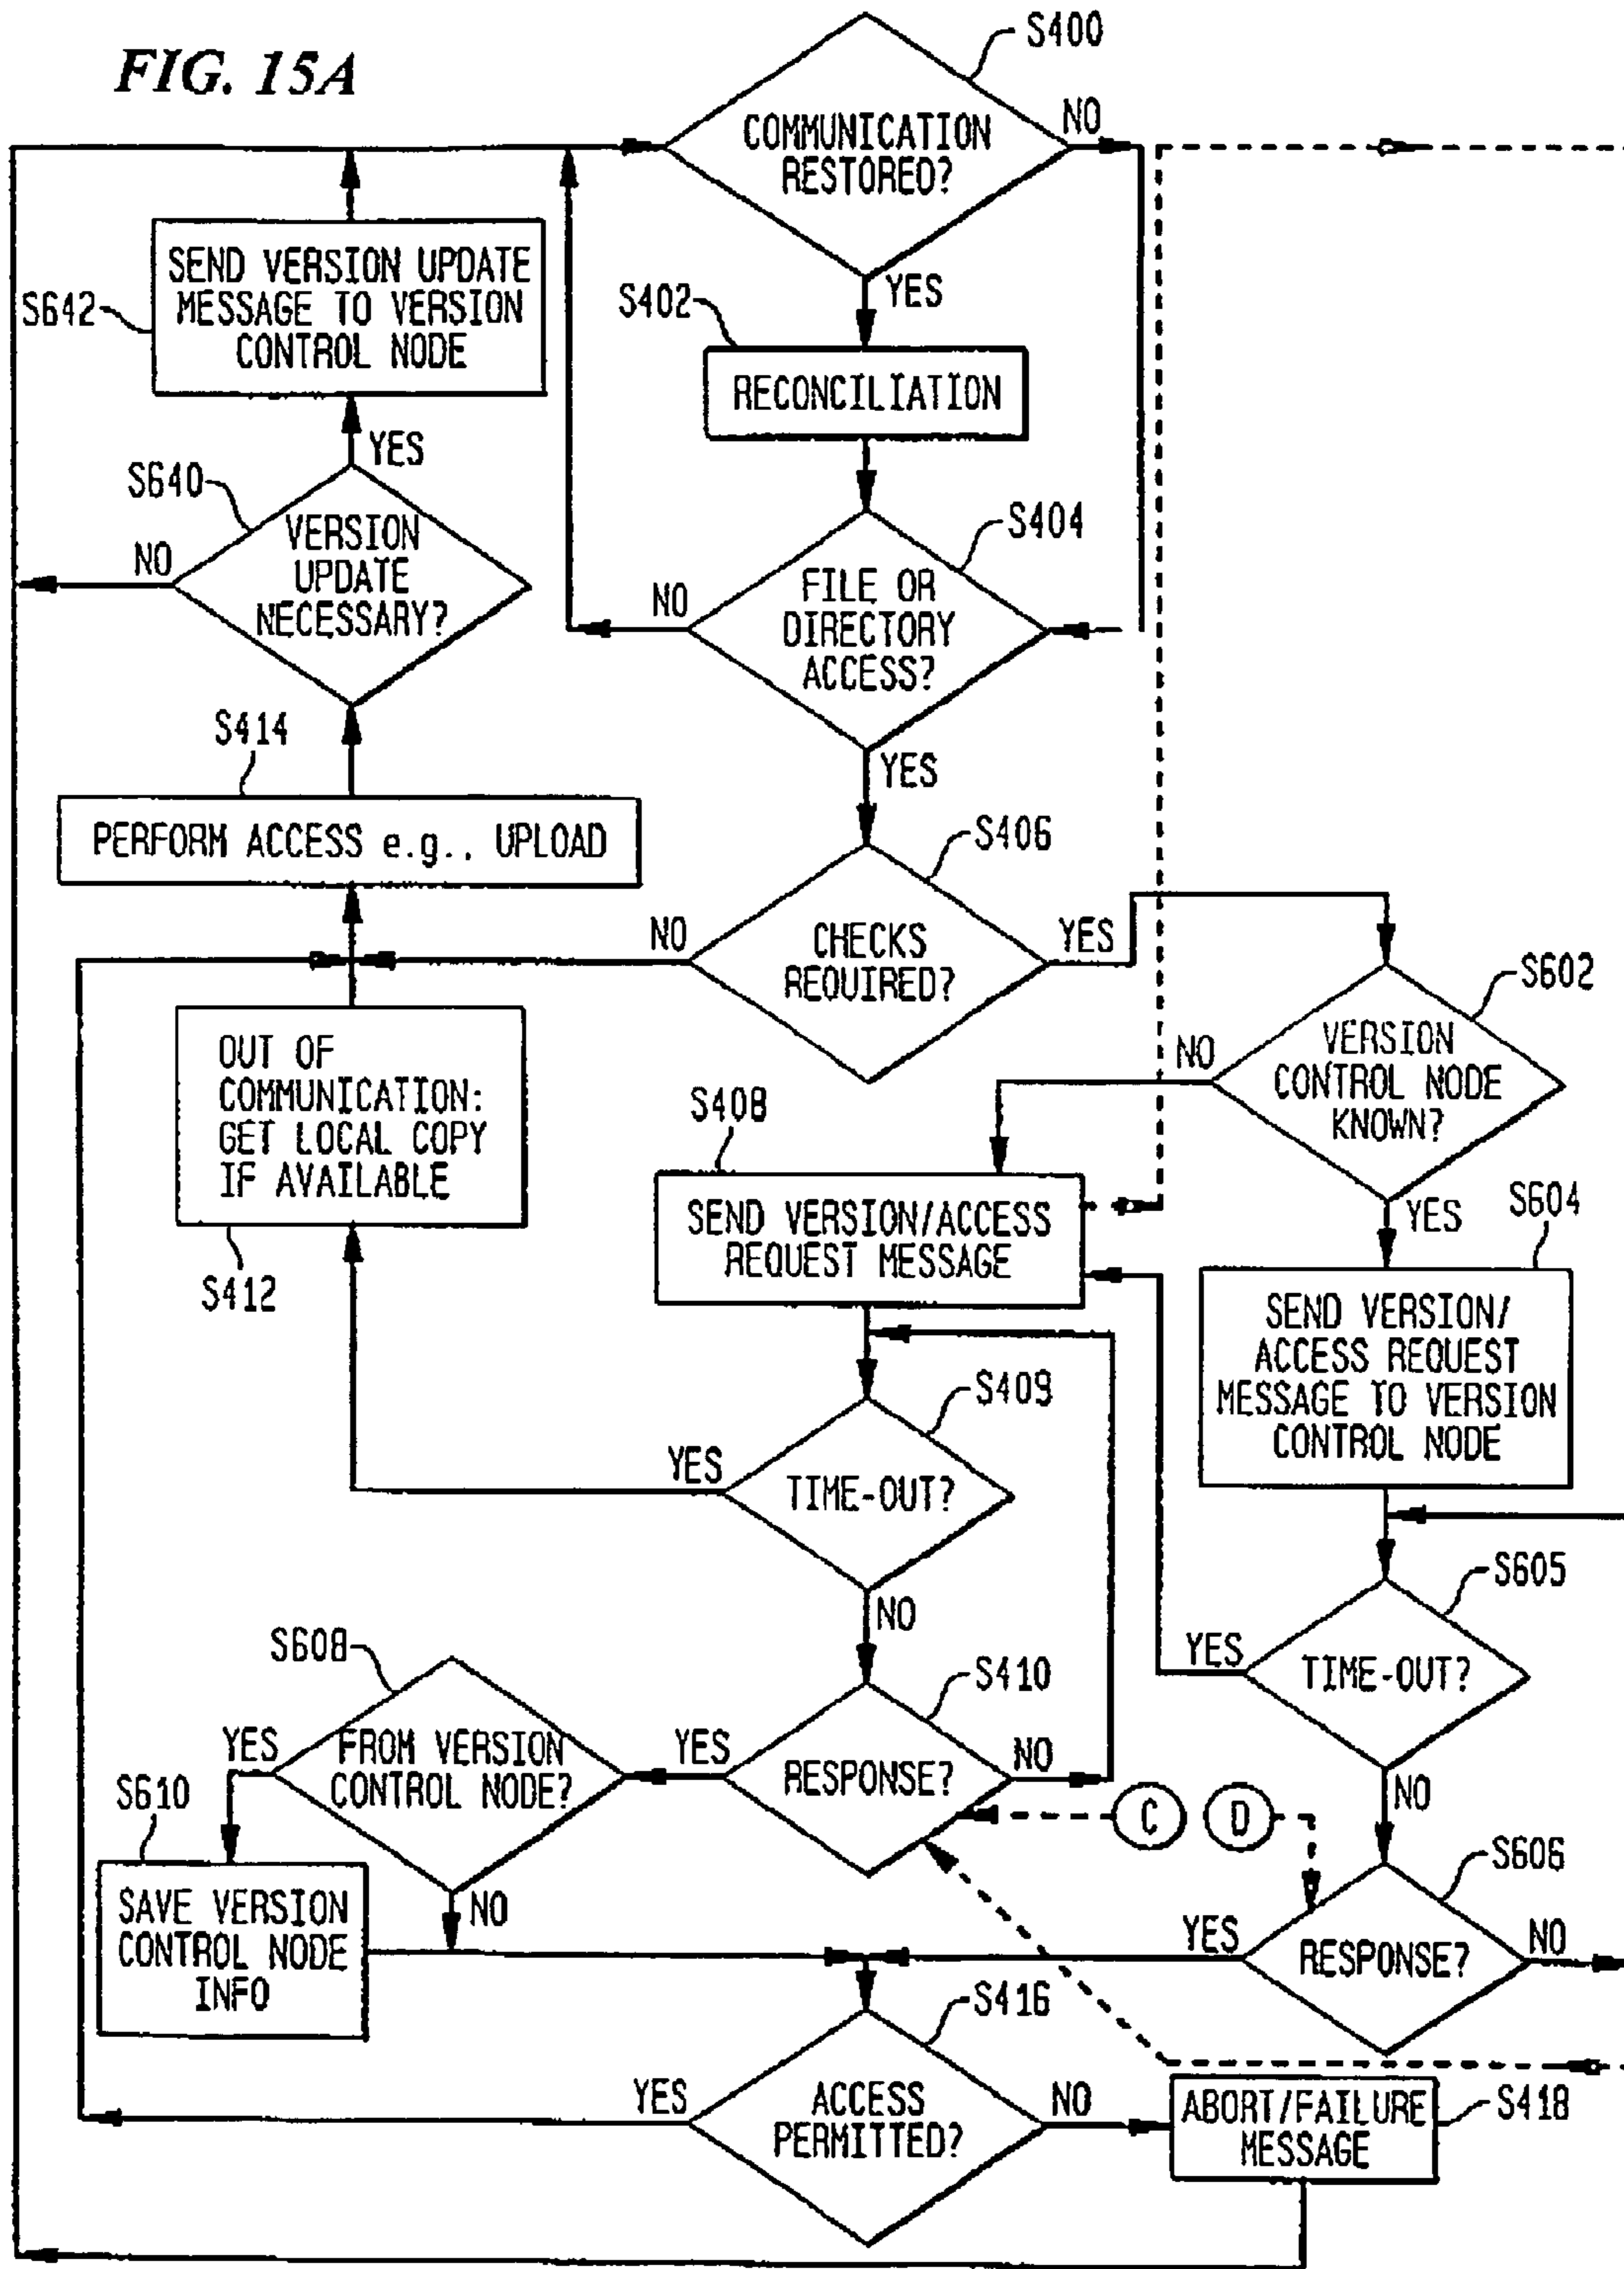 FIG. 15A
S400
COMMUNICATION
RESTORED?
NO
YES
SEND VERSION UPDATE
MESSAGE TO VERSION
CONTROL NODE
S642
S402
RECONCILIATION
YES
S640
VERSION
UPDATE
NECESSARY?
NO
S404
FILE OR
DIRECTORY
ACCESS?
NO
YES
S414
PERFORM ACCESS e.g., UPLOAD
S406
CHECKS
REQUIRED?
NO
YES
S602
VERSION
CONTROL NODE
KNOWN?
NO
YES
OUT OF
COMMUNICATION:
GET LOCAL COPY
IF AVAILABLE
S412
S408
SEND VERSION/ACCESS
REQUEST MESSAGE
S604
SEND VERSION/
ACCESS REQUEST
MESSAGE TO VERSION
CONTROL NODE
S409
TIME-OUT?
YES
NO
S605
TIME-OUT?
YES
NO
S608
FROM VERSION
CONTROL NODE?
YES
NO
S410
RESPONSE?
YES
NO
C
D
S610
SAVE VERSION
CONTROL NODE
INFO
S606
RESPONSE?
YES
NO
S416
ACCESS
PERMITTED?
YES
NO
ABORT/FAILURE
MESSAGE
S418